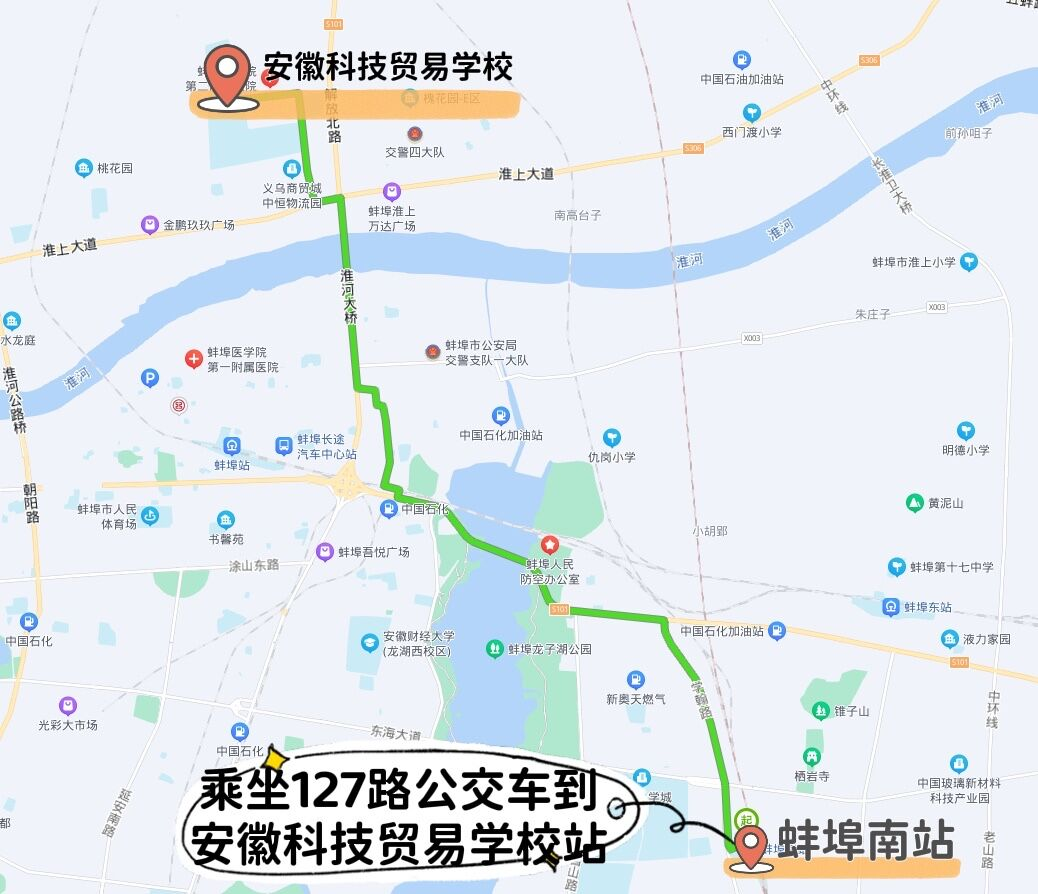 S101
安徽科技贸易学校
槐花园-E区
解放北路
中国石油加油站
S306
中环线
淮河
西门渡小学
前孙咀子
S306
交警四大队
桃花园
义乌商贸城
中恒物流园
淮上大道
长淮卫大桥
蚌埠淮上
万达广场
南高台子
金鹏玖玖广场
淮河
淮上大道
淮河
蚌埠市淮上小学
淮河大桥
X003
朱庄子
X003
水龙庭
蚌埠市公安局
交警支队一大队
蚌埠医学院
第一附属医院
淮河
淮河公路桥
中国石化加油站
仇岗小学
明德小学
蚌埠长途
汽车中心站
蚌埠站
朝阳路
黄泥山
中国石化
蚌埠市人民
体育场
书馨苑
小胡郢
蚌埠吾悦广场
涂山东路
蚌埠人民
防空办公室
蚌埠第十七中学
S101
蚌埠东站
中国石化
中国石化加油站
液力家园
安徽财经大学
(龙湖西校区)
蚌埠龙子湖公园
S101
新奥天燃气
学翰路
锥子山
中环线
光彩大市场
东海大道
中国石化
栖岩寺
中国玻璃新材料
科技产业园
乘坐127路公交车到
安徽科技贸易学校站
学城
延安南路
都
起
蚌埠南站
老山路
山路